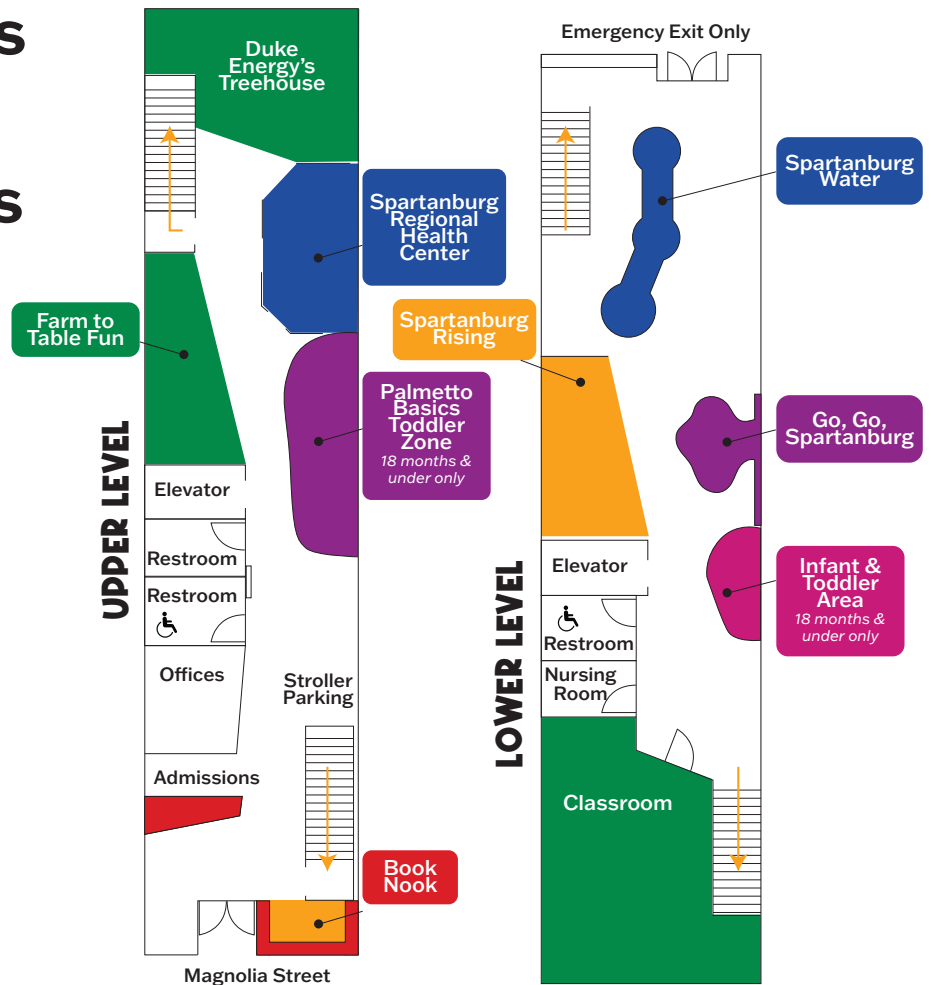 S
S
Duke
Energy's
Treehouse
Spartanburg
Regional
Health
Center
Farm to
Table Fun
Palmetto
Basics
Toddler
Zone
18 months &
under only
UPPER LEVEL
Elevator
Restroom
Restroom
Offices
Stroller
Parking
Admissions
Book
Nook
Magnolia Street
Emergency Exit Only
Spartanburg
Water
Spartanburg
Rising
Go, Go,
Spartanburg
LOWER LEVEL
Elevator
Infant &
Toddler
Area
18 months &
under only
Restroom
Nursing
Room
Classroom